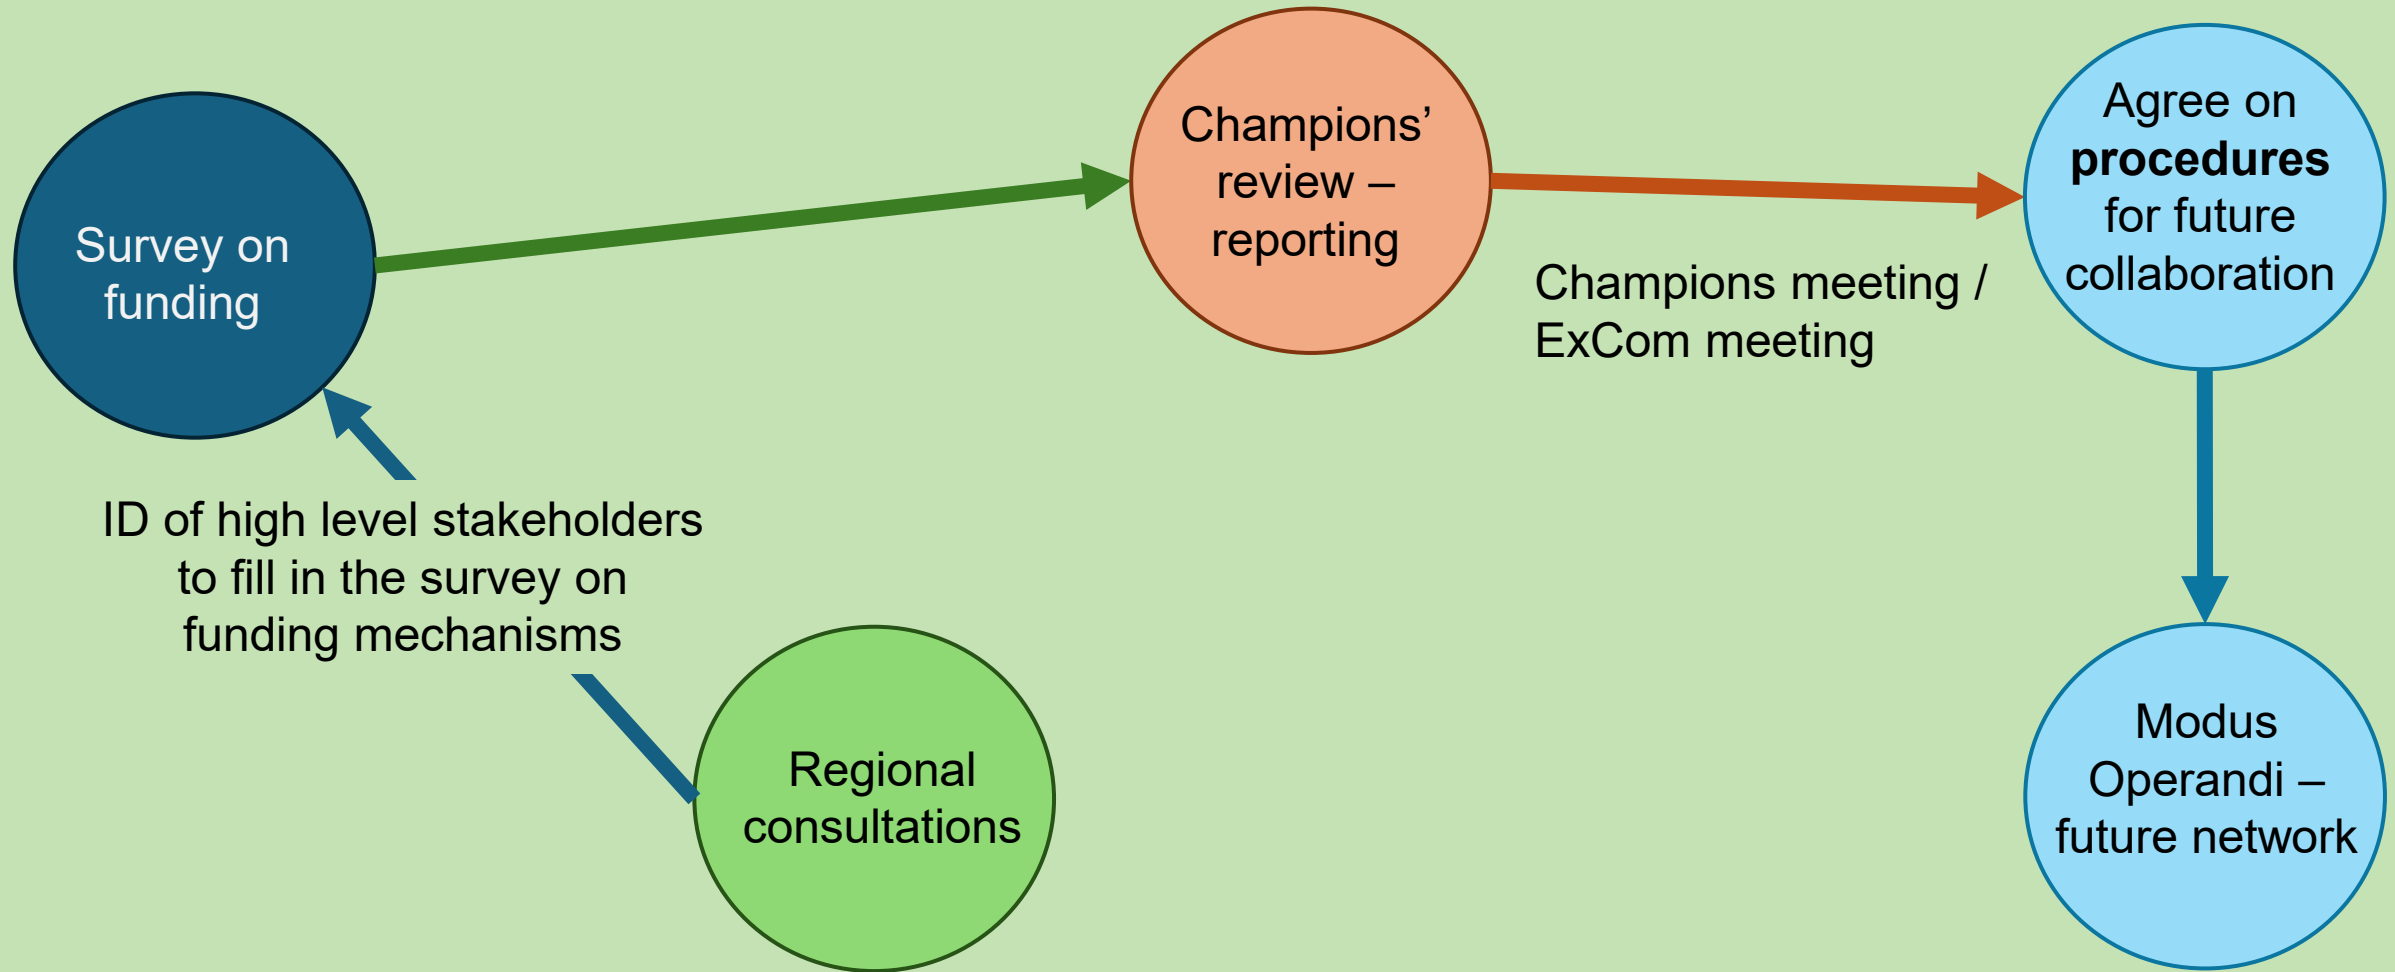 Survey on
funding
Champions’
review –
reporting
Agree on
procedures
for future
collaboration
Champions meeting /
ExCom meeting
ID of high level stakeholders
to fill in the survey on
funding mechanisms
Regional
consultations
Modus
Operandi –
future network